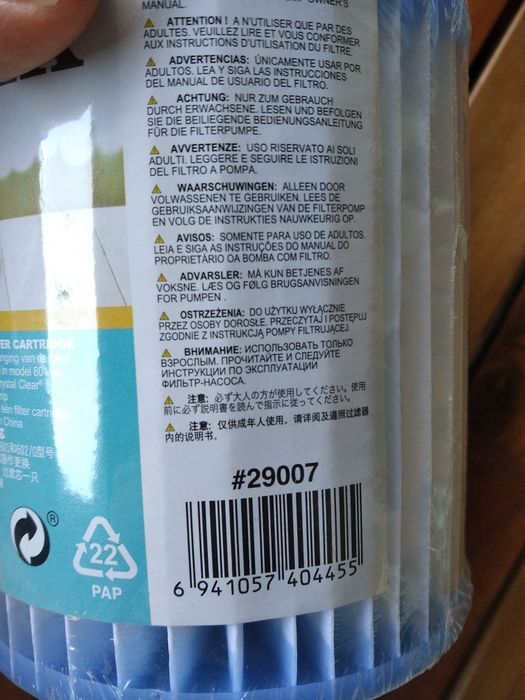 MANUAL.
⚠ ATTENTION ! A N'UTILISER QUE PAR DES
ADULTES. VEUILLEZ LIRE ET VOUS CONFORMER
AUX INSTRUCTIONS D'UTILISATION DU FILTRE.
⚠ ADVERTENCIAS: ÚNICAMENTE USAR POR
ADULTOS. LEA Y SIGA LAS INSTRUCCIONES
DEL MANUAL DE USUARIO DEL FILTRO.
⚠ ACHTUNG: NUR ZUM GEBRAUCH
DURCH ERWACHSENE. LESEN UND BEFOLGEN
SIE DIE BEILIEGENDE BEDIENUNGSANLEITUNG
FÜR DIE FILTERPUMPE.
⚠ AVVERTENZE: USO RISERVATO AI SOLI
ADULTI. LEGGERE E SEGUIRE LE ISTRUZIONI
DEL FILTRO A POMPA.
⚠ WAARSCHUWINGEN: ALLEEN DOOR
VOLWASSENEN TE GEBRUIKEN. LEES DE
GEBRUIKSAANWIJZINGEN VAN DE FILTERPOMP
EN VOLG DE INSTRUKTIES NAUWKEURIG OP.
⚠ AVISOS: SOMENTE PARA USO DE ADULTOS.
LEIA E SIGA AS INSTRUÇÕES DO MANUAL DO
PROPRIETÁRIO OA BOMBA COM FILTRO.
⚠ ADVARSLER: MÅ KUN BETJENES AF
VOKSNE. LÆS OG FØLG BRUGSANVISNINGEN
FOR PUMPEN .
⚠ OSTRZEŻENIA: DO UŻYTKU WYŁĄCZNIE
PRZEZ OSOBY DOROSŁE. PRZECZYTAJ I POSTĘPUJ
ZGODNIE Z INSTRUKCJĄ POMPY FILTRUJĄCEJ.
⚠ ВНИМАНИЕ: ИСПОЛЬЗОВАТЬ ТОЛЬКО
ВЗРОСЛЫМ. ПРОЧИТАЙТЕ И СЛЕДУЙТЕ
ИНСТРУКЦИИ ПО ЭКСПЛУАТАЦИИ
ФИЛЬТР-НАСОСА.
⚠ 注意: 必ず大人の方が使用してください。使用
前に必ず説明書を読んで指示に従ってください。
⚠ 注意: 仅供成年人使用。请详阅及遵照过滤器
内的说明书。
CARTRIDGE
in model
Crystal Clear®
één filter cartridge
China
#29007
6 941057 404455
®
22
PAP